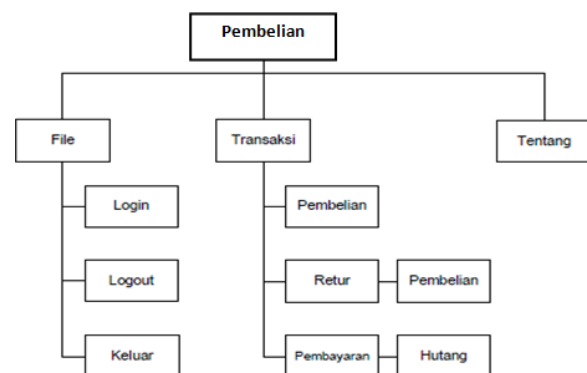 Pembelian
File
Transaksi
Tentang
Login
Pembelian
Logout
Retur
Pembelian
Keluar
Pembayaran
Hutang